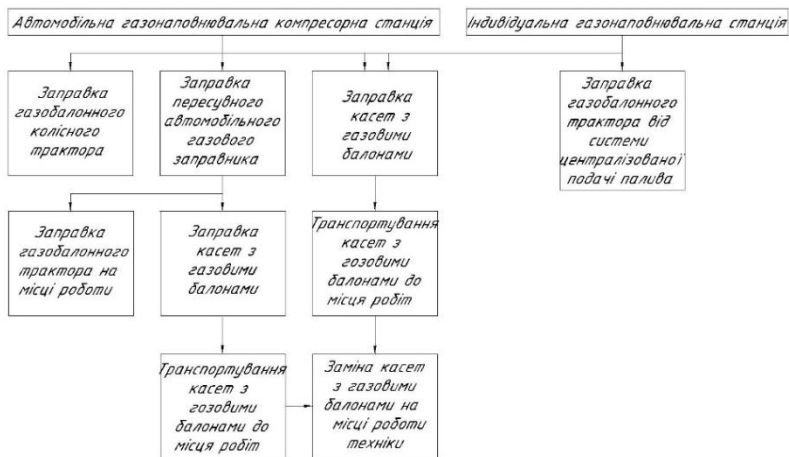 Автомобільна газонаповнювальна компресорна станція
Індивідуальна газонаповнювальна станція
Заправка
газобалонного
колісного
трактора
Заправка
пересувного
автомобільного
газового
заправника
Заправка
касет з
газовими
балонами
Заправка
газобалонного
трактора від
системи
централізованої
подачі палива
Заправка
газобалонного
трактора на
місці роботи
Заправка
касет з
газовими
балонами
Транспортування
касет з
гозовими
балонами до
місця робіт
Транспортування
касет з
гозовими
балонами до
місця робіт
Заміна касет
з газовими
балонами на
місці роботи
техніки